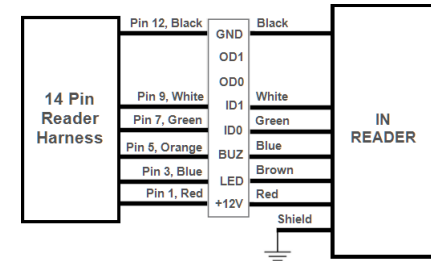 14 Pin
Reader
Harness
Pin 12, Black
Pin 9, White
Pin 7, Green
Pin 5, Orange
Pin 3, Blue
Pin 1, Red
GND
OD1
OD0
ID1
ID0
BUZ
LED
+12V
Black
White
Green
Blue
Brown
Red
Shield
IN
READER